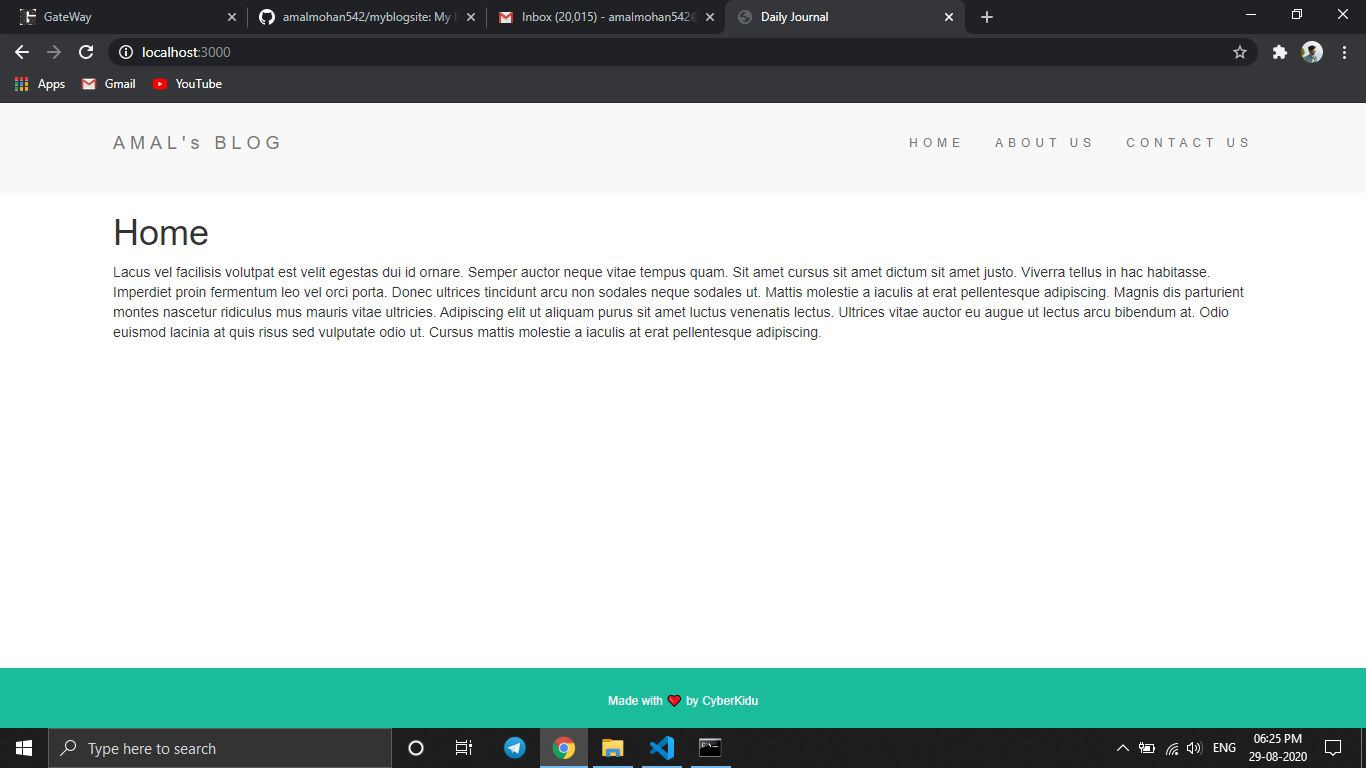 GateWay
amalmohan542/myblogsite: My b
Inbox (20,015) - amalmohan542@
Daily Journal
localhost:3000
Apps
Gmail
YouTube
AMAL's BLOG
HOME
ABOUT US
CONTACT US
Home
Lacus vel facilisis volutpat est velit egestas dui id ornare. Semper auctor neque vitae tempus quam. Sit amet cursus sit amet dictum sit amet justo. Viverra tellus in hac habitasse.
Imperdiet proin fermentum leo vel orci porta. Donec ultrices tincidunt arcu non sodales neque sodales ut. Mattis molestie a iaculis at erat pellentesque adipiscing. Magnis dis parturient
montes nascetur ridiculus mus mauris vitae ultricies. Adipiscing elit ut aliquam purus sit amet luctus venenatis lectus. Ultrices vitae auctor eu augue ut lectus arcu bibendum at. Odio
euismod lacinia at quis risus sed vulputate odio ut. Cursus mattis molestie a iaculis at erat pellentesque adipiscing.
Made with ❤ by CyberKidu
Type here to search
ENG
06:25 PM
29-08-2020